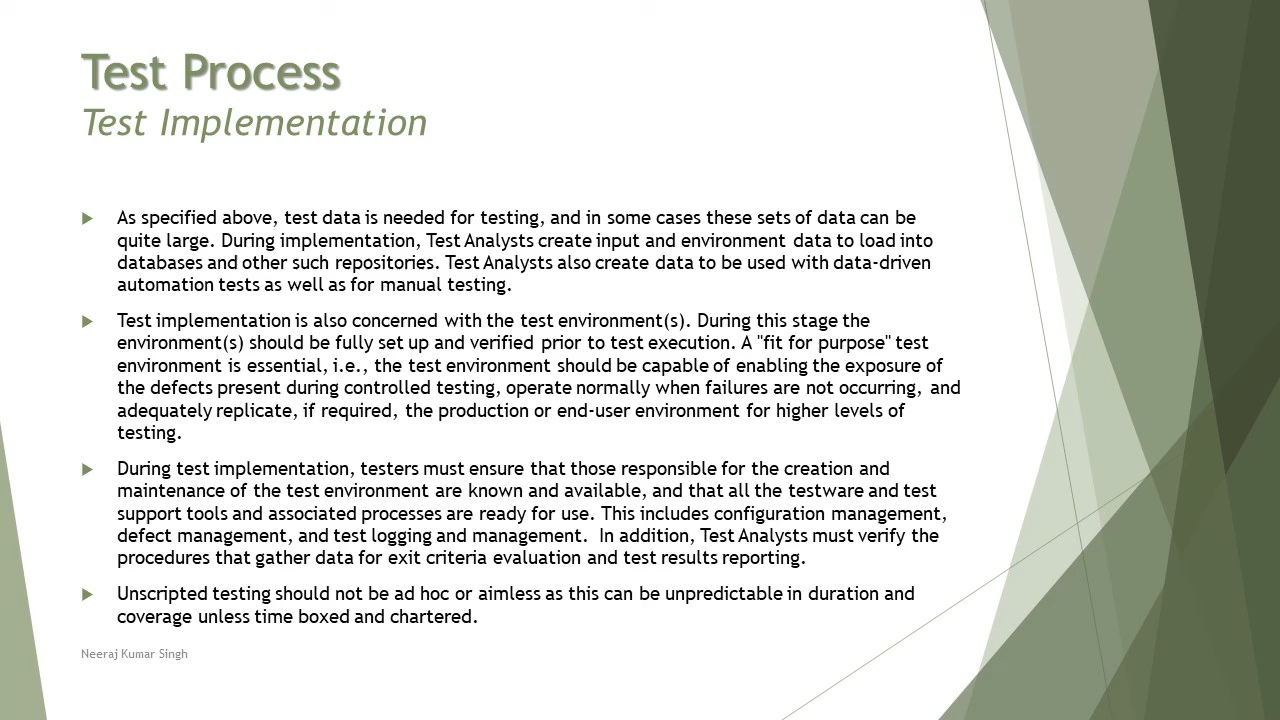 Test Process
Test Implementation
As specified above, test data is needed for testing, and in some cases these sets of data can be
quite large. During implementation, Test Analysts create input and environment data to load into
databases and other such repositories. Test Analysts also create data to be used with data-driven
automation tests as well as for manual testing.
Test implementation is also concerned with the test environment(s). During this stage the
environment(s) should be fully set up and verified prior to test execution. A "fit for purpose" test
environment is essential, i.e., the test environment should be capable of enabling the exposure of
the defects present during controlled testing, operate normally when failures are not occurring, and
adequately replicate, if required, the production or end-user environment for higher levels of
testing.
During test implementation, testers must ensure that those responsible for the creation and
maintenance of the test environment are known and available, and that all the testware and test
support tools and associated processes are ready for use. This includes configuration management,
defect management, and test logging and management.  In addition, Test Analysts must verify the
procedures that gather data for exit criteria evaluation and test results reporting.
Unscripted testing should not be ad hoc or aimless as this can be unpredictable in duration and
coverage unless time boxed and chartered.
Neeraj Kumar Singh